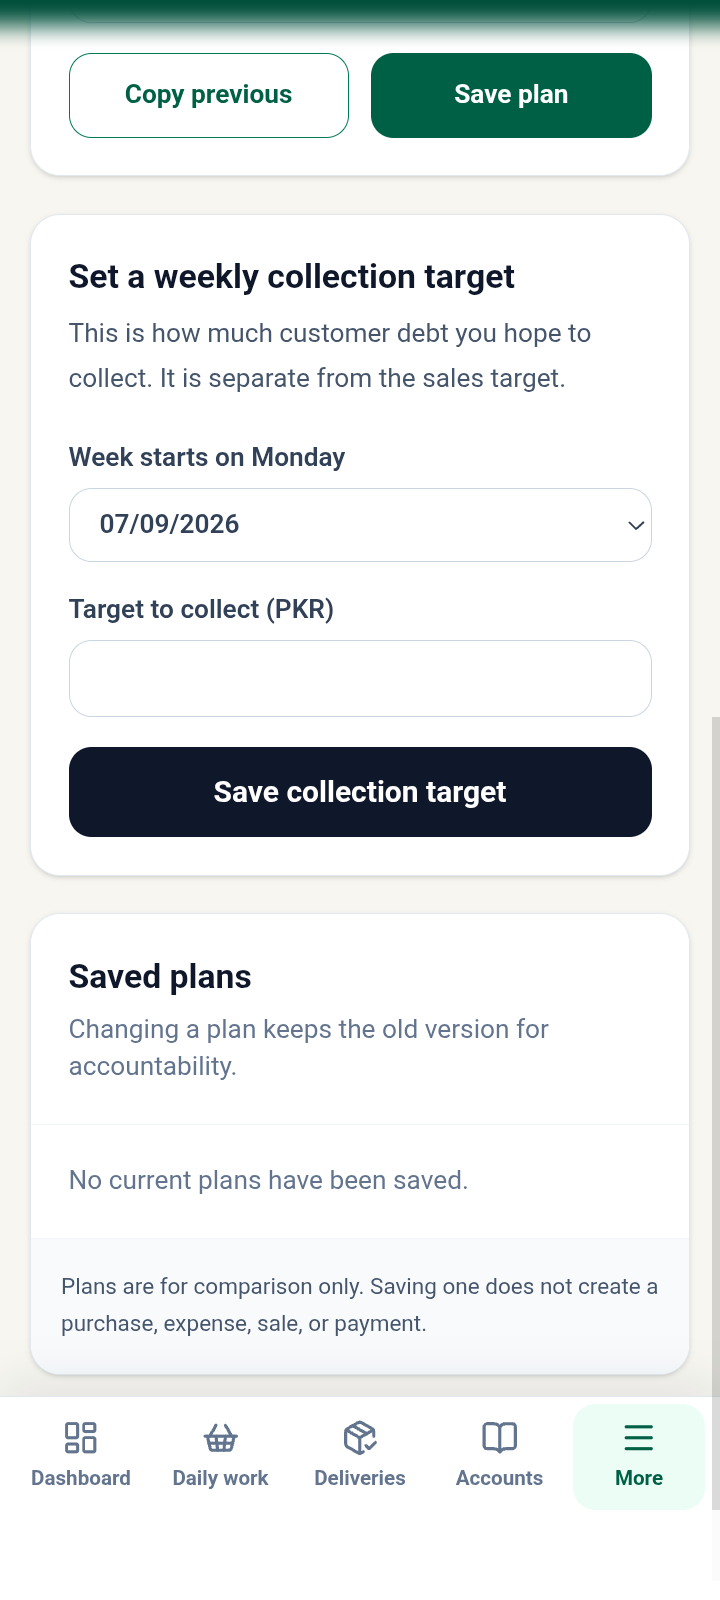 Copy previous
Save plan
Set a weekly collection target
This is how much customer debt you hope to
collect. It is separate from the sales target.
Week starts on Monday
07/09/2026
Target to collect (PKR)
Save collection target
Saved plans
Changing a plan keeps the old version for
accountability.
No current plans have been saved.
Plans are for comparison only. Saving one does not create a
purchase, expense, sale, or payment.
Dashboard
Daily work
Deliveries
Accounts
More